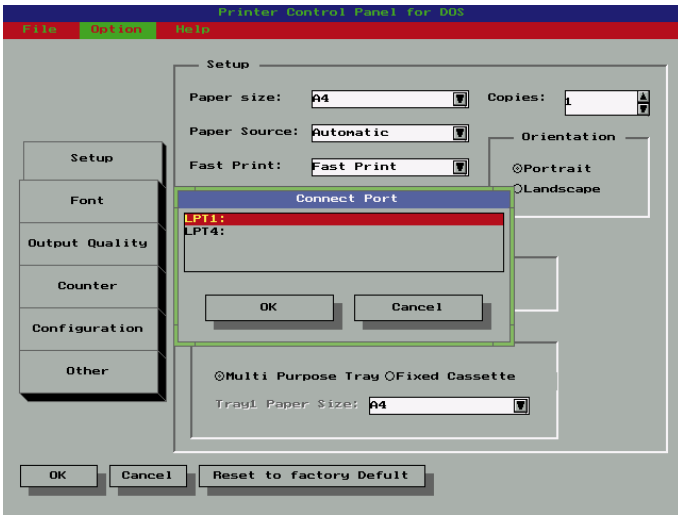 Printer Control Panel for DOS
File Option Help
Setup
Paper size: A4 Copies: 1
Paper Source: Automatic Orientation
Setup Fast Print: Fast Print Portrait
Landscape
Font Connect Port
LPT1:
LPT4:
Output Quality
Counter
OK Cancel
Configuration
Other Multi Purpose Tray Fixed Cassette
Tray1 Paper Size: A4
OK Cancel Reset to factory Defult